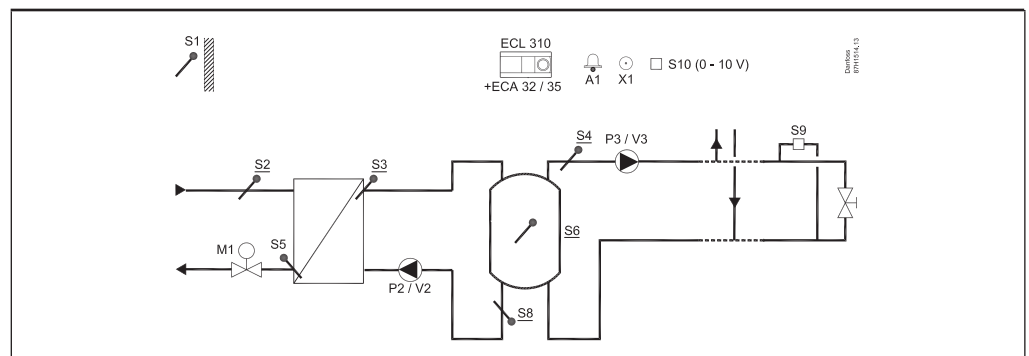 S1
ECL 310
+ECA 32 / 35
A1
X1
S10 (0 - 10 V)
Danfoss
87H1514.13
S2
S3
S4
P3 / V3
S9
S6
M1
S5
P2 / V2
S8